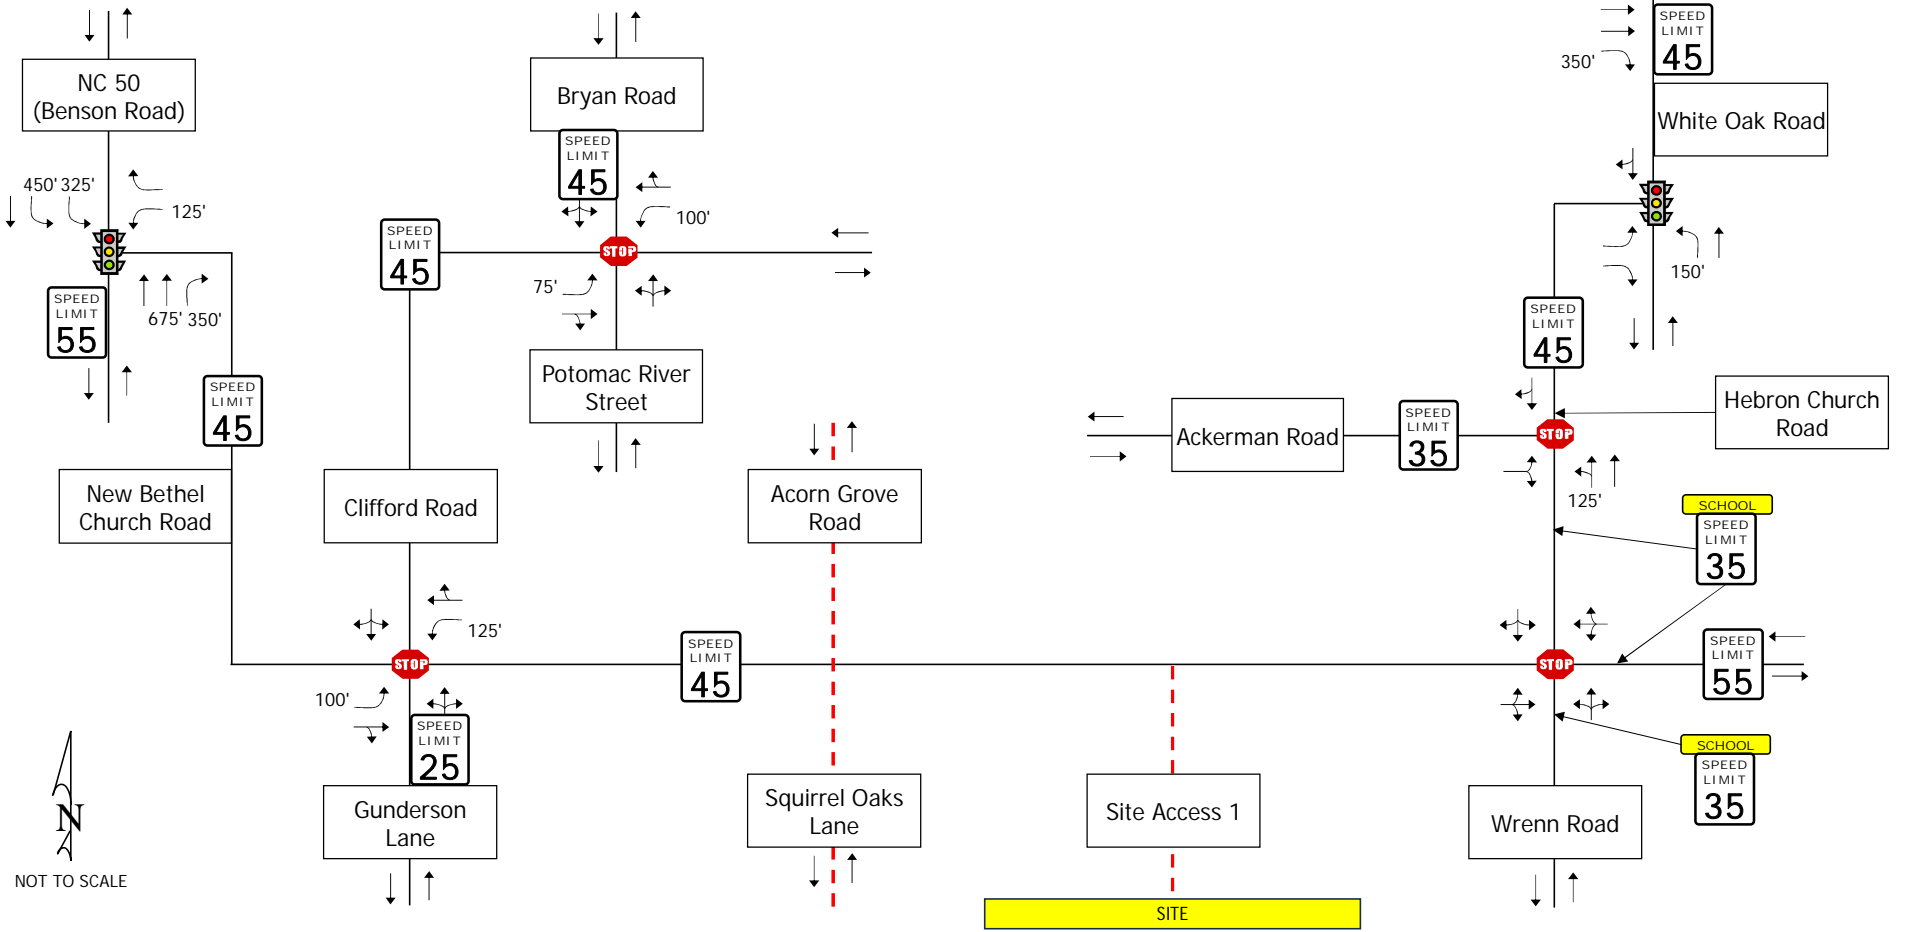 SPEED
LIMIT
45
350'
NC 50
(Benson Road)
Bryan Road
White Oak Road
SPEED
LIMIT
45
450' 325'
125'
100'
SPEED
LIMIT
45
STOP
75'
150'
SPEED
LIMIT
55
675' 350'
SPEED
LIMIT
45
SPEED
LIMIT
45
Potomac River
Street
Hebron Church
Road
Ackerman Road
SPEED
LIMIT
35
STOP
125'
New Bethel
Church Road
Clifford Road
Acorn Grove
Road
SCHOOL
SPEED
LIMIT
35
125'
STOP
100'
SPEED
LIMIT
25
SPEED
LIMIT
45
STOP
SPEED
LIMIT
55
SCHOOL
SPEED
LIMIT
35
N
NOT TO SCALE
Gunderson
Lane
Squirrel Oaks
Lane
Site Access 1
Wrenn Road
SITE